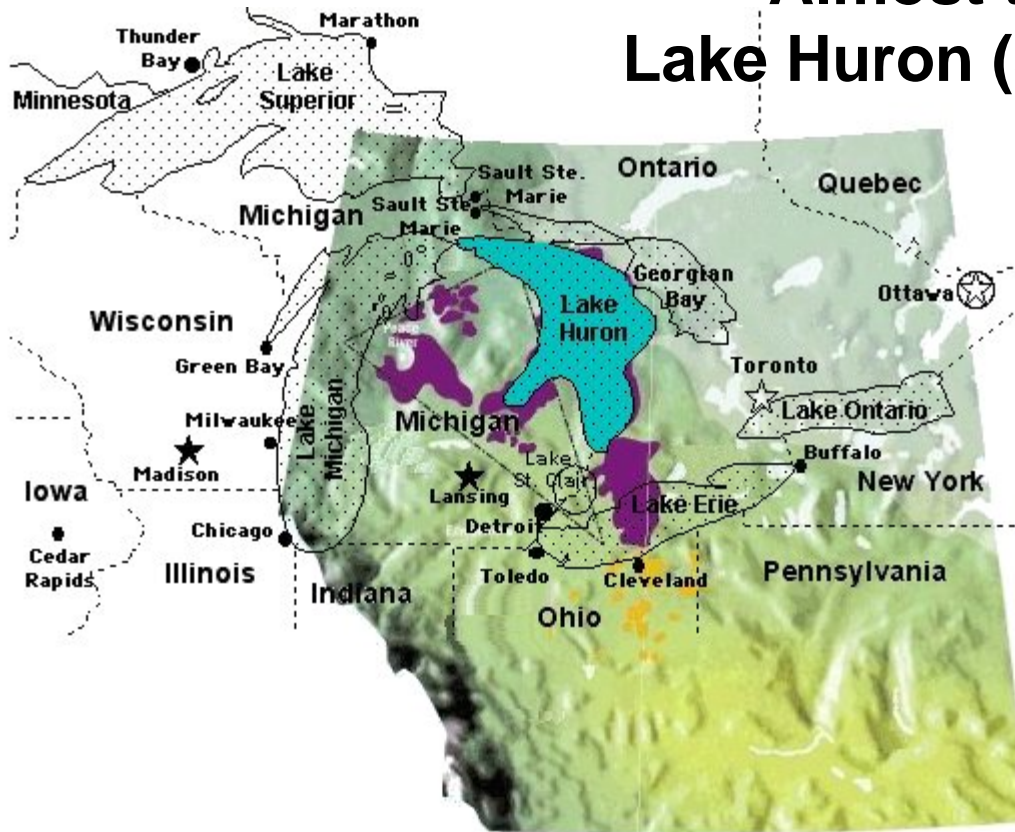 Almost
Lake Huron (
Marathon
Thunder
Bay
Lake
Superior
Minnesota
Ontario
Quebec
Sault Ste.
Marie
Sault Ste
Marie
Michigan
Georgian
Bay
Ottawa
Lake
Huron
Wisconsin
River
Green Bay
Toronto
Lake Ontario
Michigan
Milwaukee
Lake
Michigan
Madison
Buffalo
New York
Lake
St. Clair
Lansing
Lake Erie
Iowa
Detroit
Chicago
Cedar
Rapids
Illinois
Toledo
Cleveland
Pennsylvania
Indiana
Ohio